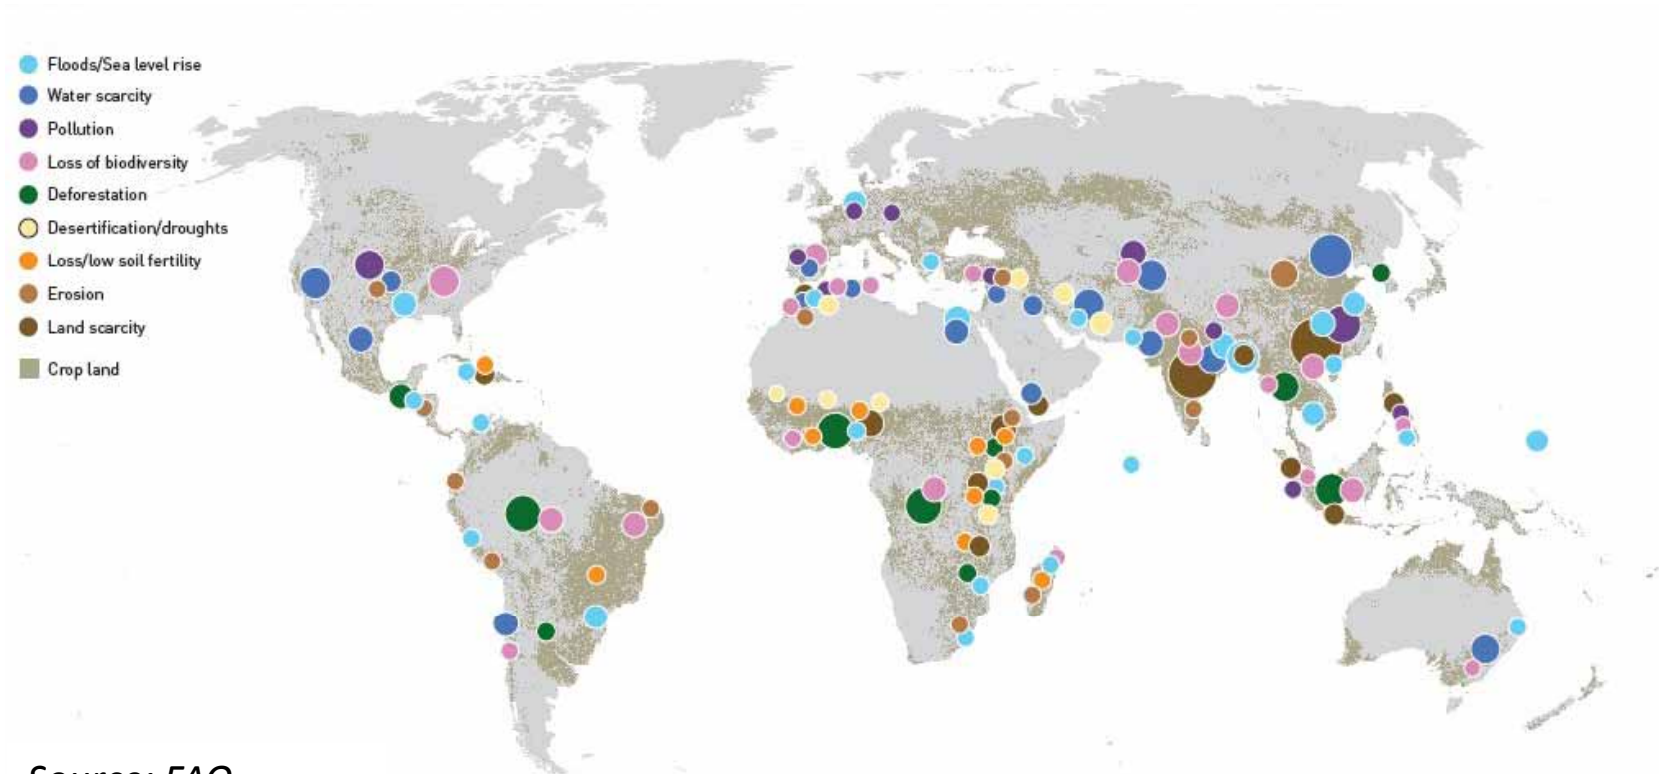 Floods/Sea level rise
Water scarcity
Pollution
Loss of biodiversity
Deforestation
Desertification/droughts
Loss/low soil fertility
Erosion
Land scarcity
Crop land
Source: FAO